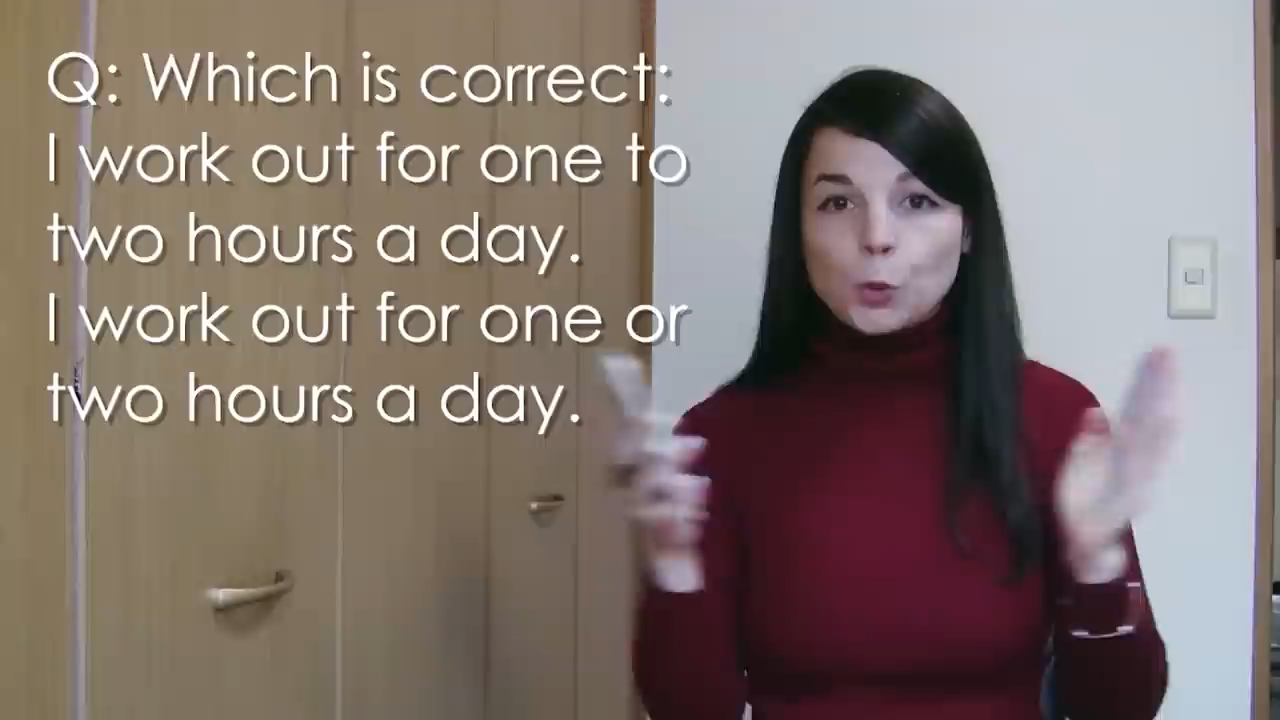 Q: Which is correct:
I work out for one to
two hours a day.
I work out for one or
two hours a day.